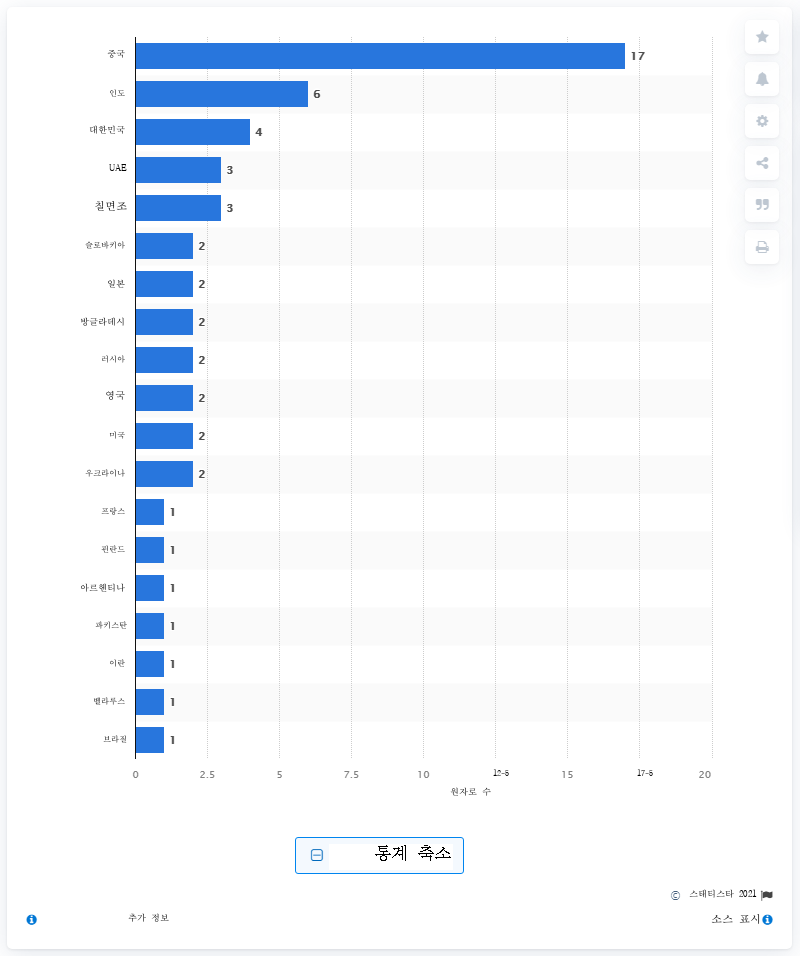 중국 17
인도 6
대한민국 4
UAE 3
칠면조 3
슬로바키아 2
일본 2
방글라데시 2
러시아 2
영국 2
미국 2
우크라이나 2
프랑스 1
핀란드 1
아르헨티나 1
파키스탄 1
이란 1
벨라루스 1
브라질 1
0 2.5 5 7.5 10 12-5 15 17-5 20
원자로 수
통계 축소
© 스태티스타 2021
추가 정보 소스 표시